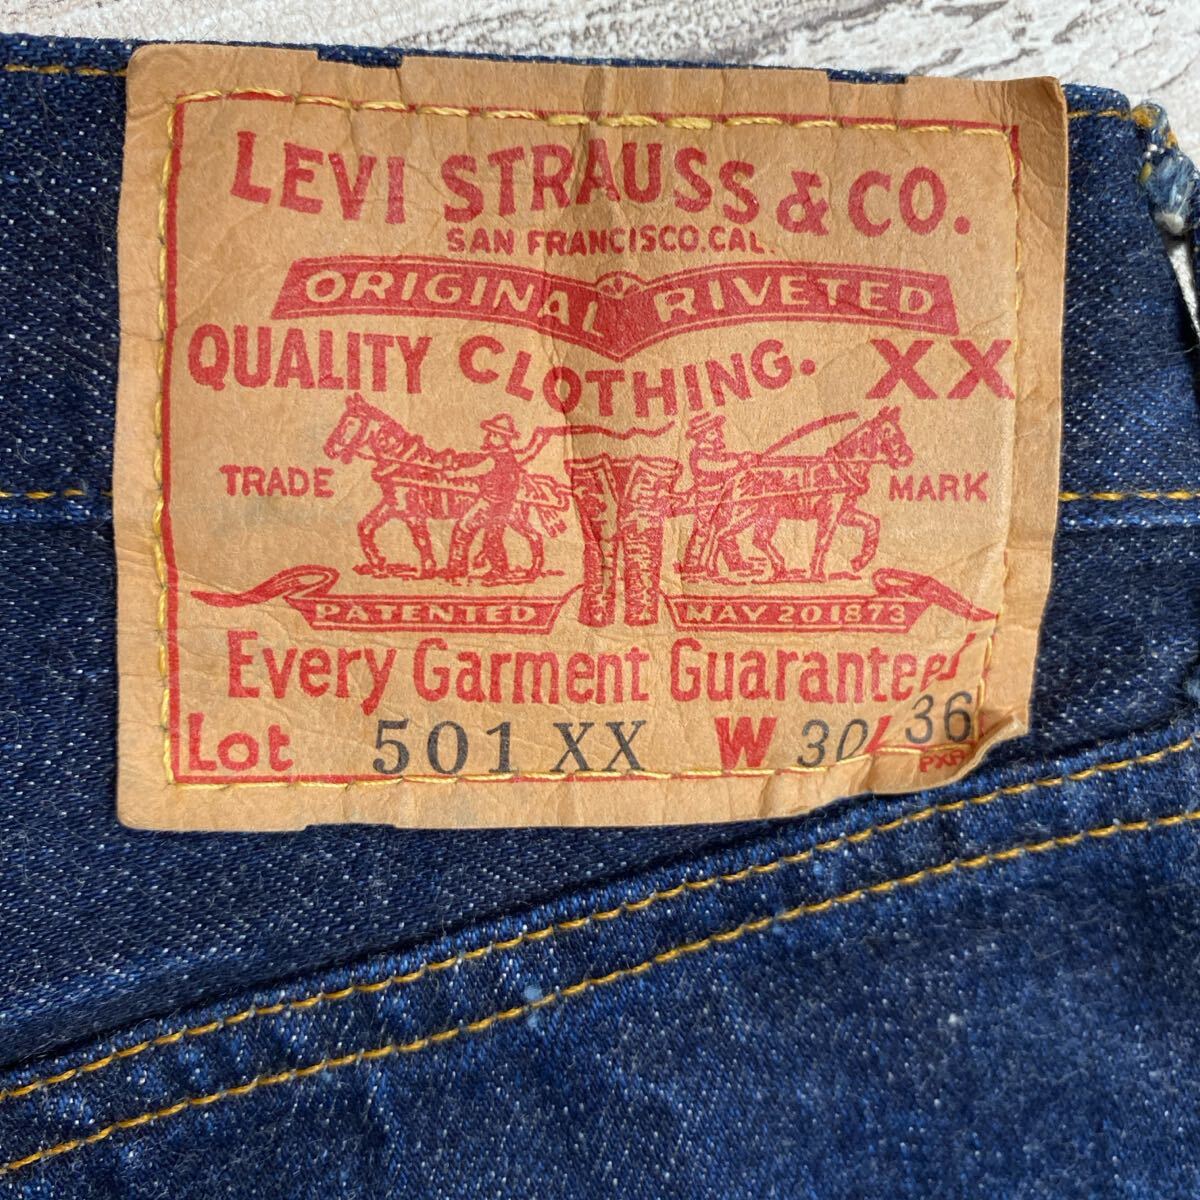 LEVI STRAUSS & CO.
SAN FRANCISCO.CAL.
ORIGINAL RIVETED
QUALITY CLOTHING. XX
TRADE MARK
PATENTED MAY 20 1873
Every Garment Guaranteed
Lot 501 XX W 30 L 36